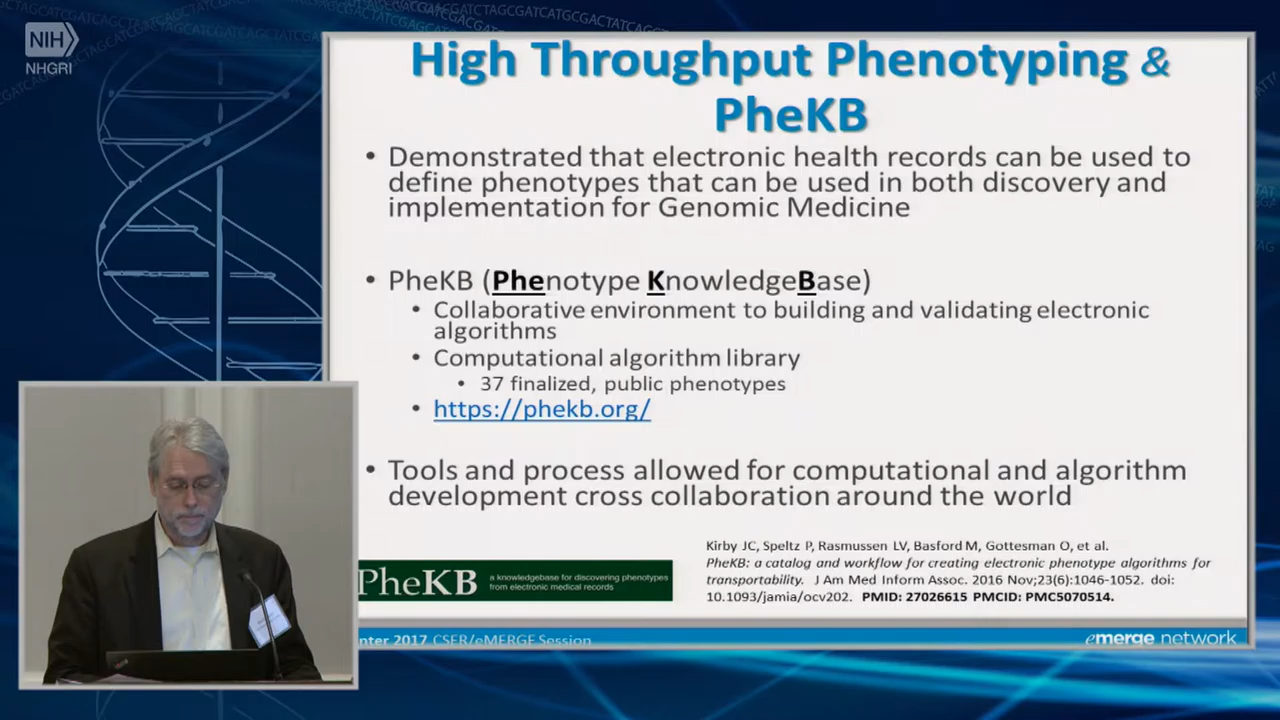 NIH
NHGRI
High Throughput Phenotyping &
PheKB
• Demonstrated that electronic health records can be used to
define phenotypes that can be used in both discovery and
implementation for Genomic Medicine
• PheKB (Phenotype KnowledgeBase)
• Collaborative environment to building and validating electronic
algorithms
• Computational algorithm library
• 37 finalized, public phenotypes
• https://phekb.org/
• Tools and process allowed for computational and algorithm
development cross collaboration around the world
Kirby JC, Speltz P, Rasmussen LV, Basford M, Gottesman O, et al.
PheKB: a catalog and workflow for creating electronic phenotype algorithms for
transportability. J Am Med Inform Assoc. 2016 Nov;23(6):1046-1052. doi:
10.1093/jamia/ocv202. PMID: 27026615 PMCID: PMC5070514.
PheKB
a knowledgebase for discovering phenotypes
from electronic medical records
nter 2017 CSER/eMERGE Session
emerge network